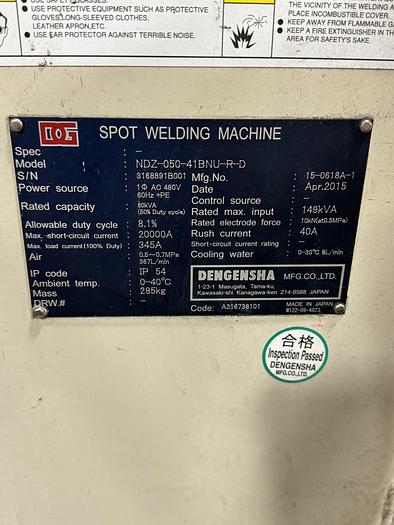 ● USE SAFETY GLASSES.
● USE PROTECTIVE EQUIPMENT SUCH AS PROTECTIVE
GLOVES, LONG-SLEEVED CLOTHES,
LEATHER APRON, ETC.
● USE EAR PROTECTOR AGAINST TERRIBLE NOISE.
THE VICINITY OF THE WELDING
PLACE INCOMBUSTIBLE COVER.
● KEEP AWAY FROM FLAMMABLE
● KEEP A FIRE EXTINGUISHER IN TH
AREA FOR SAFETY'S SAKE.
SPOT WELDING MACHINE
Spec : -
Model : NDZ-050-41BNU-R-D
S/N : 3168891B001
Mfg.No. : 15-0618A-1
Power source : 1Φ AC 480V
60Hz +PE
Date : Apr.2015
Control source : -
Rated capacity : 60kVA
(50% Duty cycle)
Rated max. input : 149kVA
Rated electrode force : 10kN(at0.5MPa)
Allowable duty cycle : 8.1%
Rush current : 40A
Max. short-circuit current : 20000A
Short-circuit current rating : -
Max. load current(100% Duty) : 345A
Cooling water : 0~30℃ 8L/min
Air : 0.5~0.7MPa
367L/min
IP code : IP 54
Ambient temp. : 0~40℃
Mass : 285kg
DRW.# : -
DENGENSHA MFG.CO.,LTD.
1-23-1 Masugata, Tama-ku,
Kawasaki-shi Kanagawa-ken 214-8588 JAPAN
Code: A216738101
MADE IN JAPAN
合格
Inspection Passed
DENGENSHA
MFG.CO.,LTD.